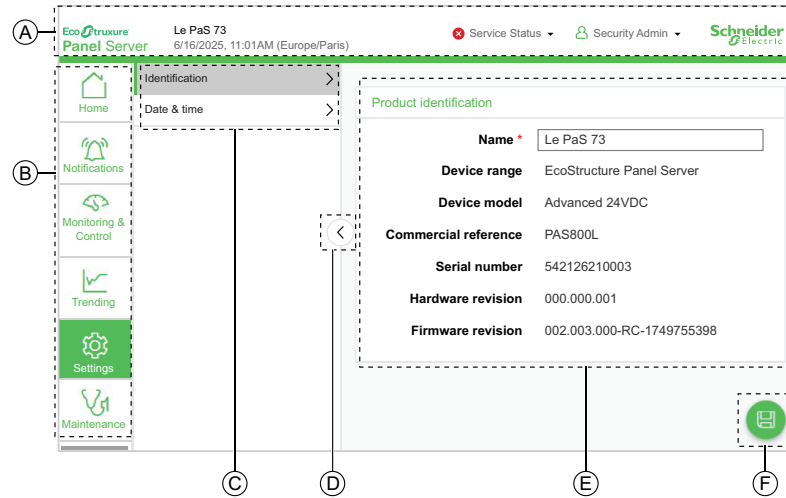 A
EcoStruxure
Panel Server
Le PaS 73
6/16/2025, 11:01AM (Europe/Paris)
Service Status
Security Admin
Schneider
Electric
B
Home
Notifications
Monitoring &
Control
Trending
Settings
Maintenance
Identification
Date & time
Product identification
Name * Le PaS 73
Device range EcoStructure Panel Server
Device model Advanced 24VDC
Commercial reference PAS800L
Serial number 542126210003
Hardware revision 000.000.001
Firmware revision 002.003.000-RC-1749755398
C
D
E
F